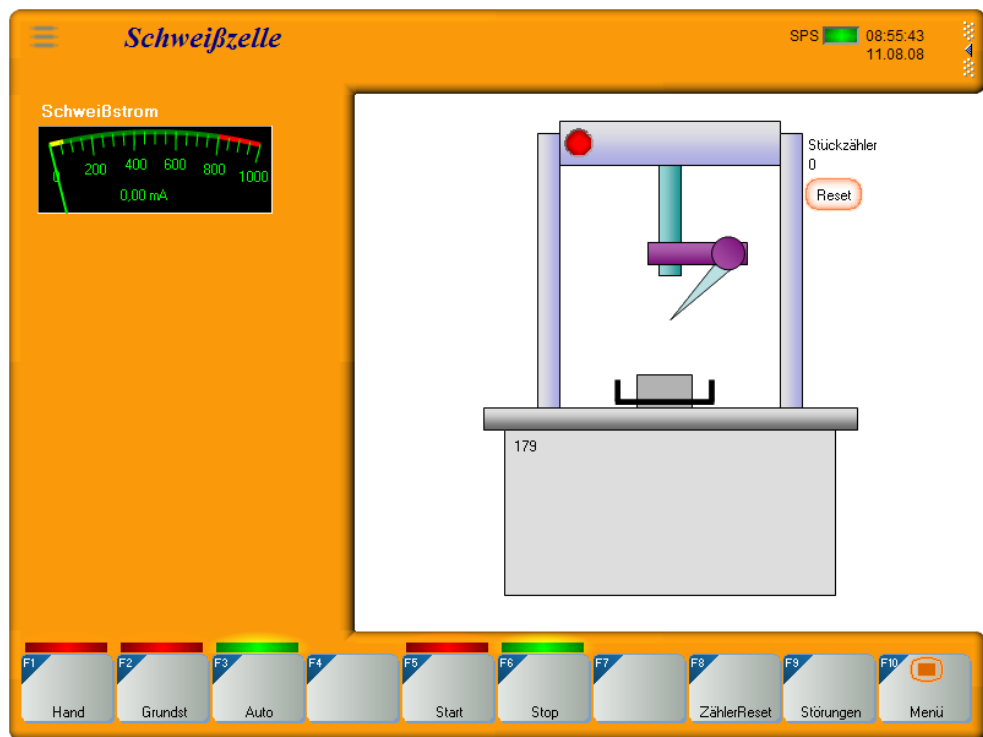 Schweißzelle
SPS 08:55:43
11.08.08
Schweißstrom
0 200 400 600 800 1000
0,00 mA
Stückzähler
0
Reset
179
F1 Hand
F2 Grundst
F3 Auto
F4
F5 Start
F6 Stop
F7
F8 ZählerReset
F9 Störungen
F10 Menü